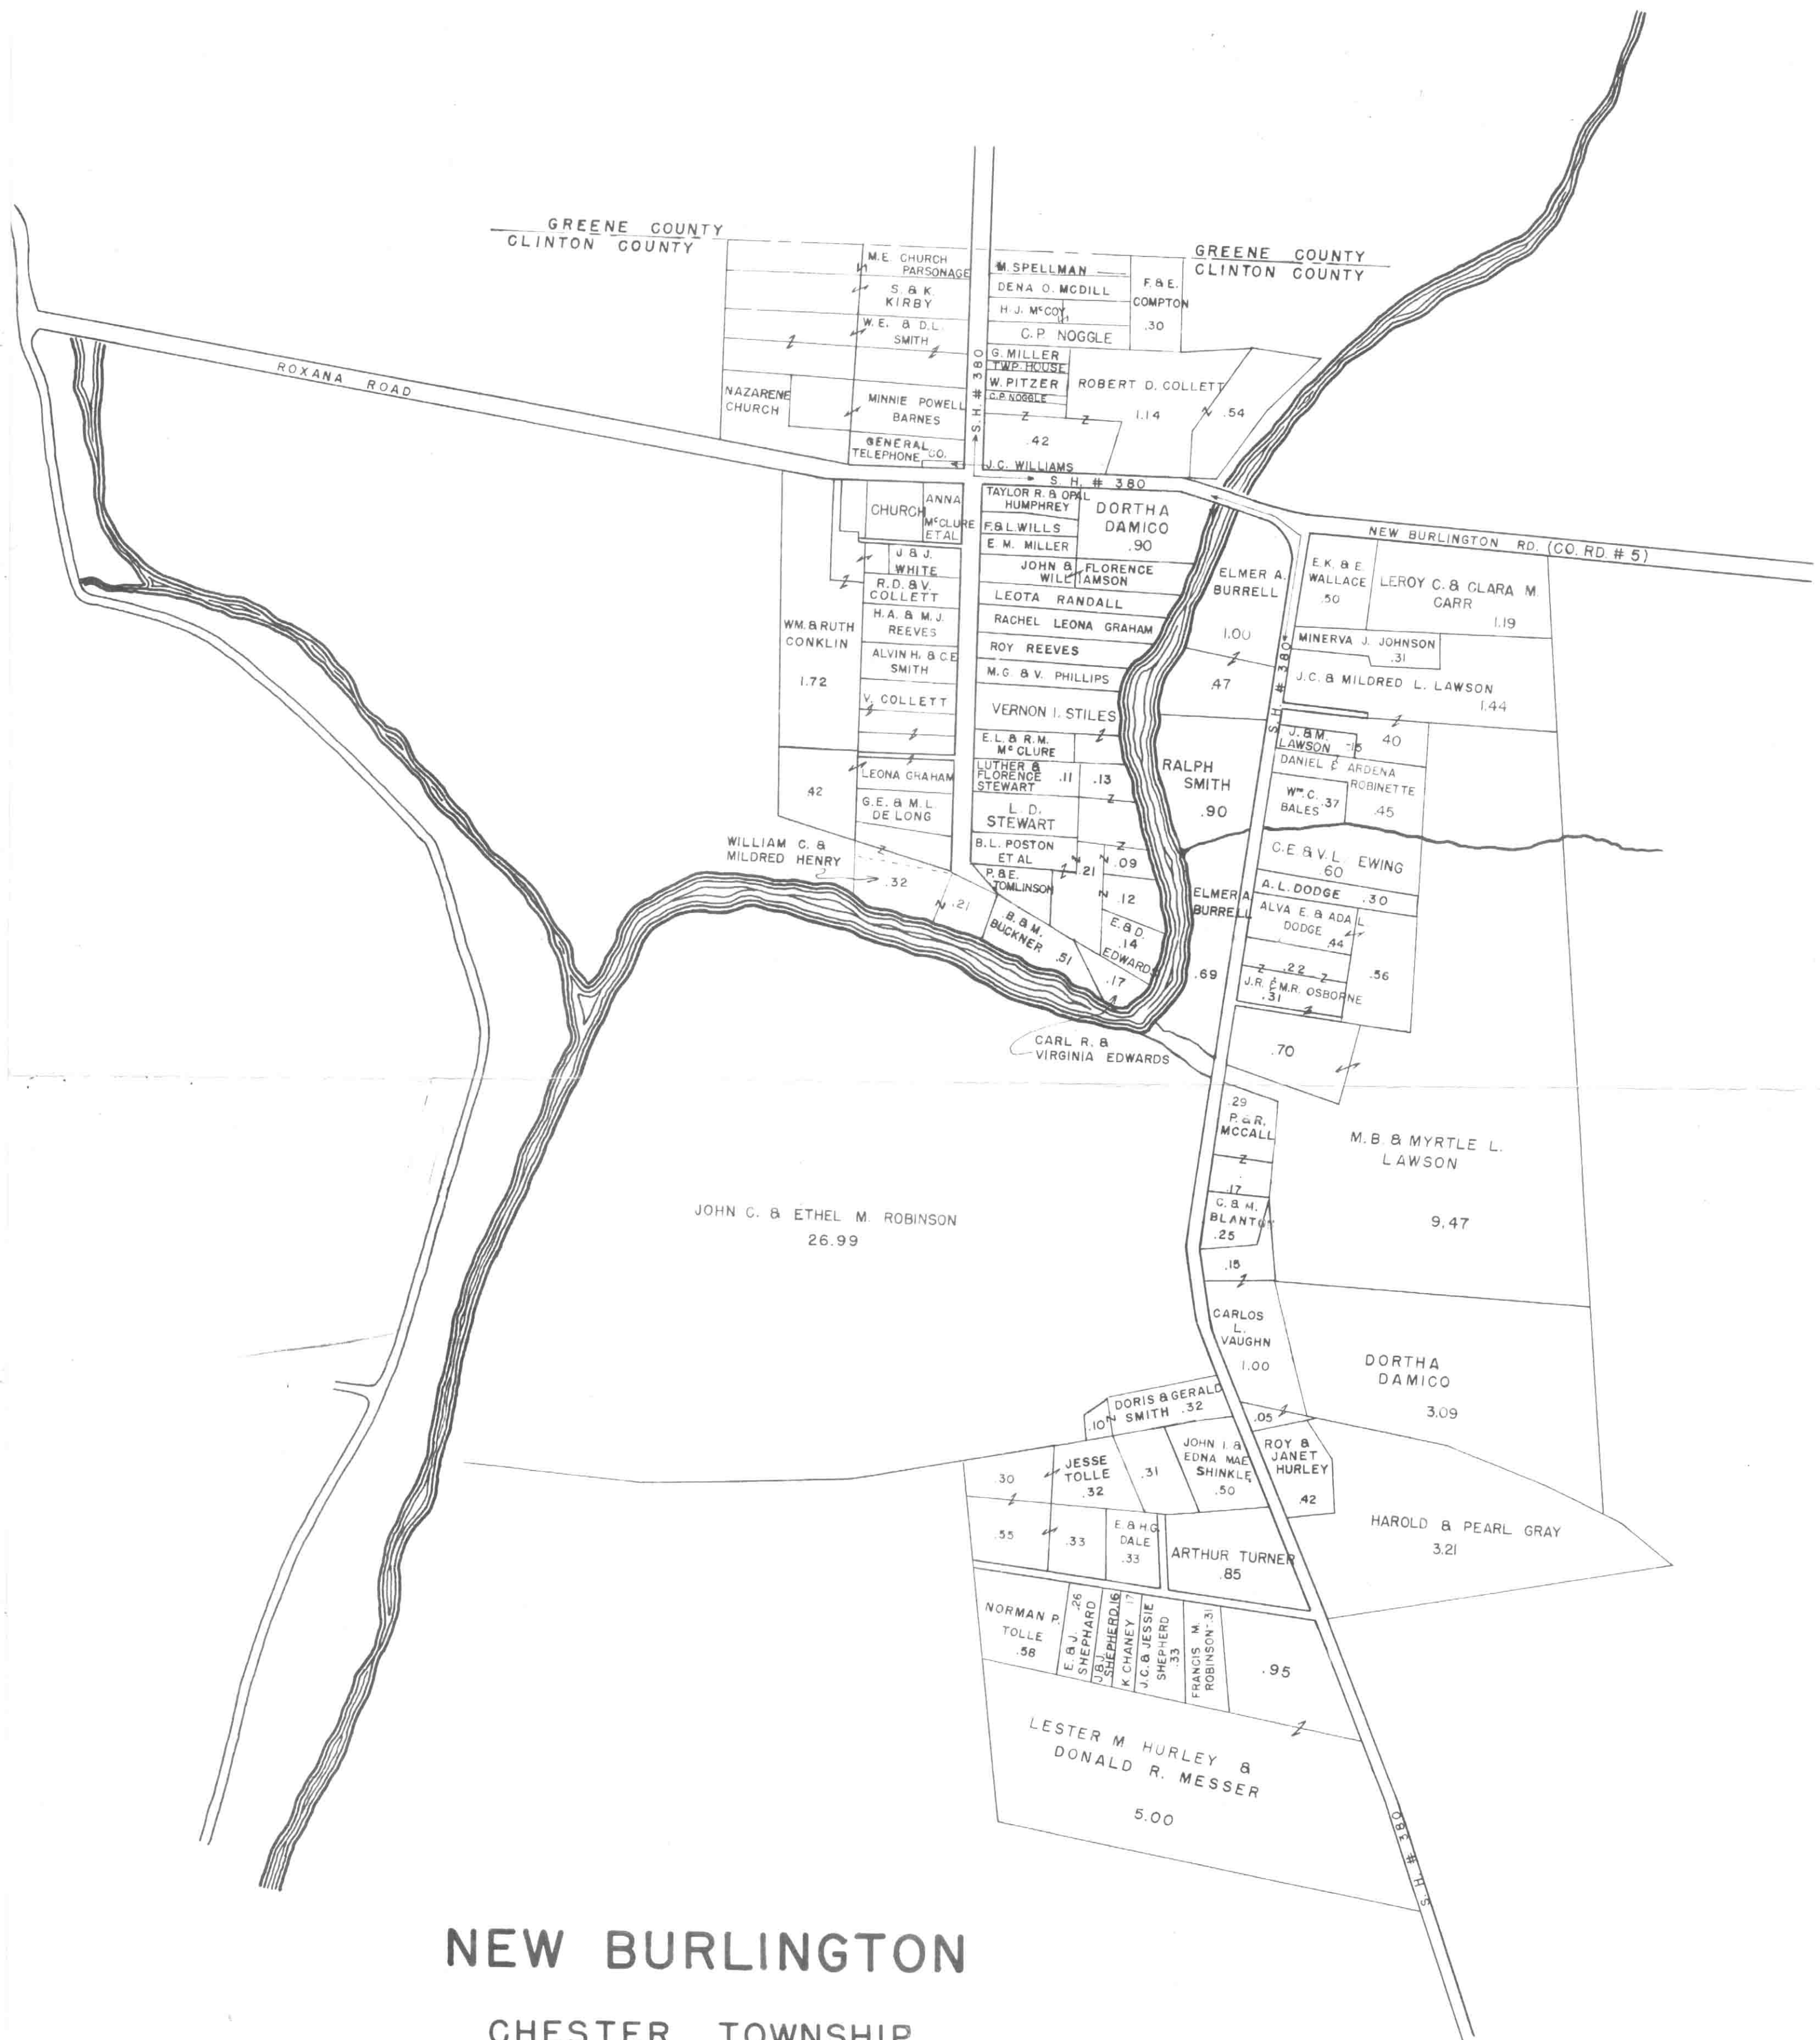 GREENE COUNTY
CLINTON COUNTY
GREENE COUNTY
CLINTON COUNTY
M.E. CHURCH
PARSONAGE
S. & K.
KIRBY
W.E. & D.L.
SMITH
NAZARENE
CHURCH
MINNIE POWELL
BARNES
GENERAL
TELEPHONE CO.
ROXANA ROAD
S.H. # 380
M. SPELLMAN
DENA O. MCDILL
H.J. McCOY
C.P. NOGGLE
F. & E.
COMPTON
.30
G. MILLER
TWP. HOUSE
W. PITZER
C.P. NOGGLE
ROBERT D. COLLETT
1.14
.54
.42
J.C. WILLIAMS
S. H. # 380
NEW BURLINGTON RD. (CO. RD. # 5)
CHURCH
ANNA
McCLURE
ET AL
J & J.
WHITE
R.D. & V.
COLLETT
H.A. & M.J.
REEVES
ALVIN H. & C.E
SMITH
V. COLLETT
WM. & RUTH
CONKLIN
1.72
.42
LEONA GRAHAM
G.E. & M.L.
DE LONG
WILLIAM C. &
MILDRED HENRY
.32
.21
TAYLOR R. & OPAL
HUMPHREY
F. & L. WILLS
E. M. MILLER
DORTHA
DAMICO
.90
JOHN & FLORENCE
WILLIAMSON
LEOTA RANDALL
RACHEL LEONA GRAHAM
ROY REEVES
M.G. & V. PHILLIPS
VERNON I. STILES
E.L. & R.M.
McCLURE
LUTHER &
FLORENCE
STEWART
.11
.13
L. D.
STEWART
B.L. POSTON
ET AL
.21
.09
P. & E.
TOMLINSON
.12
E. & D.
.14
EDWARDS
B. & M.
BUCKNER .51
.17
CARL R. &
VIRGINIA EDWARDS
ELMER A.
BURRELL
1.00
.47
RALPH
SMITH
.90
ELMER A
BURRELL
.69
S.H. # 380
E.K. & E.
WALLACE
.50
LEROY C. & CLARA M.
CARR
1.19
MINERVA J. JOHNSON
.31
J.C. & MILDRED L. LAWSON
1.44
J. & M.
LAWSON .15
.40
DANIEL & ARDENA
ROBINETTE
.45
Wm. C.
BALES .37
C.E. & V.L. EWING
.60
A. L. DODGE .30
ALVA E. & ADA L
DODGE
.44
.22
.56
J.R. & M.R. OSBORNE
.31
.70
.29
P. & R.
MCCALL
.17
C. & M.
BLANTON
.25
.15
M.B. & MYRTLE L.
LAWSON
9.47
JOHN C. & ETHEL M. ROBINSON
26.99
CARLOS
L.
VAUGHN
1.00
DORTHA
DAMICO
3.09
DORIS & GERALD
SMITH .32
.10
.05
JESSE
TOLLE
.32
.30
.31
JOHN I. &
EDNA MAE
SHINKLE
.50
ROY &
JANET
HURLEY
.42
HAROLD & PEARL GRAY
3.21
.55
.33
E. & H.G.
DALE
.33
ARTHUR TURNER
.85
NORMAN P.
TOLLE
.58
E. & J. .26
SHEPHARD
J & J.
SHEPHERD .16
K CHANEY .17
J.C. & JESSIE
SHEPHERD
.33
FRANCIS M.
ROBINSON-.31
.95
LESTER M HURLEY &
DONALD R. MESSER
5.00
S. H. # 380
NEW BURLINGTON
CHESTER TOWNSHIP